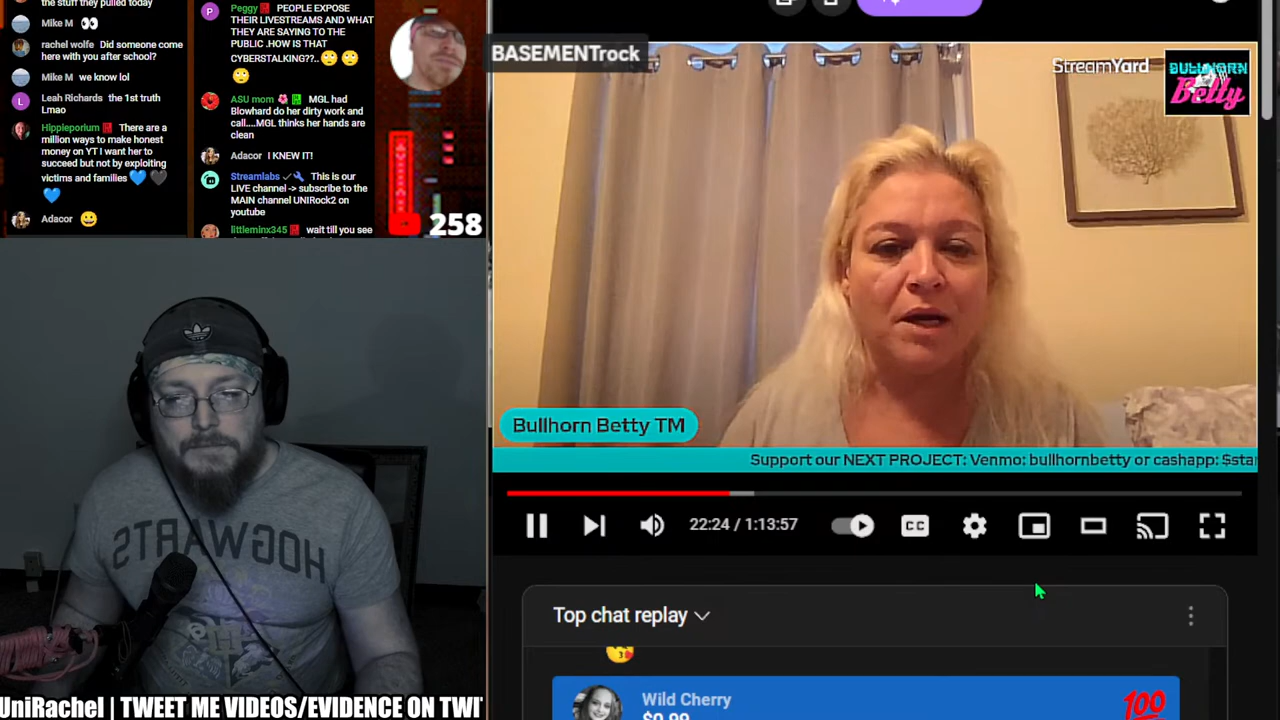 the stuff they pulled today
Mike M 👀
rachel wolfe Did someone come
here with you after school?
Mike M we know lol
Leah Richards the 1st truth
Lmao
Hippleporium There are a
million ways to make honest
money on YT I want her to
succeed but not by exploiting
victims and families 💙 🖤
💙
Adacor 😀
Peggy PEOPLE EXPOSE
THEIR LIVESTREAMS AND WHAT
THEY ARE SAYING TO THE
PUBLIC .HOW IS THAT
CYBERSTALKING??.. 🙄 🙄
🙄
ASU mom 🌸 MGL had
Blowhard do her dirty work and
call....MGL thinks her hands are
clean
Adacor I KNEW IT!
Streamlabs This is our
LIVE channel -> subscribe to the
MAIN channel UNIRock2 on
youtube
littleminx345 wait till you see
258
BASEMENTrock
StreamYard
BULLHORN
Betty
Bullhorn Betty TM
Support our NEXT PROJECT: Venmo: bullhornbetty or cashapp: $sta
22:24 / 1:13:57
CC
Top chat replay
Wild Cherry
$0.99
100
HOGWARTS
UniRachel | TWEET ME VIDEOS/EVIDENCE ON TWI